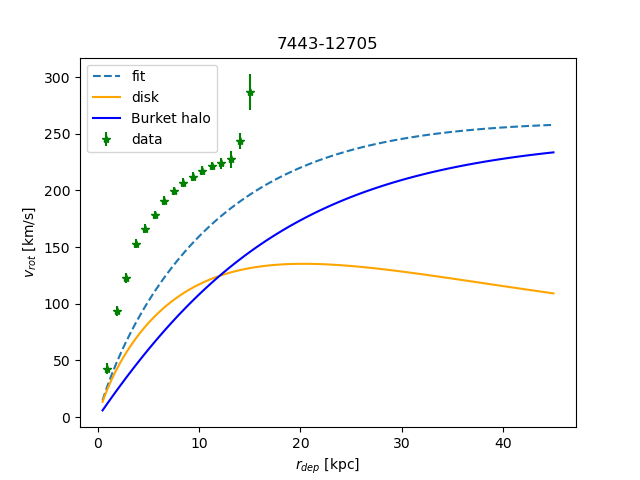 7443-12705
fit
disk
Burket halo
data
300
250
200
150
100
50
0
v_rot [km/s]
0 10 20 30 40
r_dep [kpc]